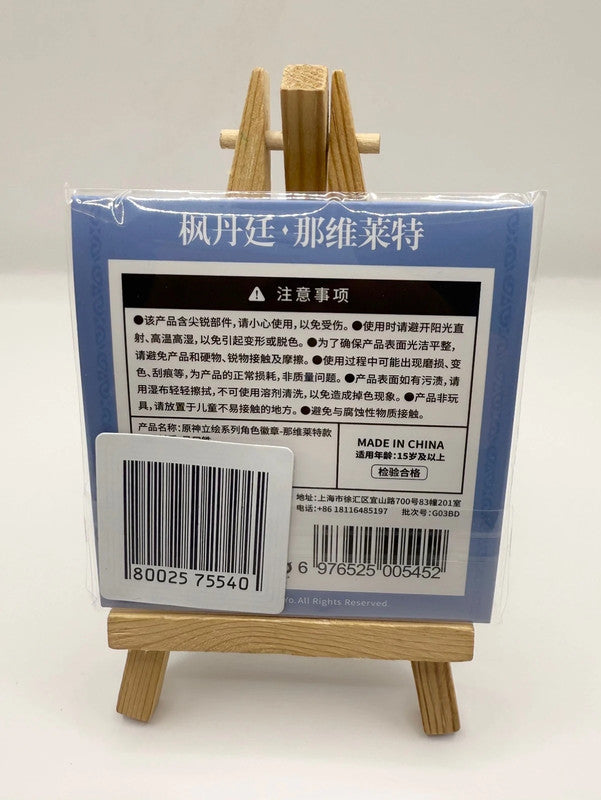 枫丹廷·那维莱特
注意事项
●该产品含尖锐部件,请小心使用,以免受伤。●使用时请避开阳光直
射、高温高湿,以免引起变形或脱色。●为了确保产品表面光洁平整,
请避免产品和硬物、锐物接触及摩擦。●使用过程中可能出现磨损、变
色、刮痕等,为产品的正常损耗,非质量问题。●产品表面如有污渍,请
用湿布轻轻擦拭,不可使用溶剂清洗,以免造成掉色现象。●产品非玩
具,请放置于儿童不易接触的地方。●避免与腐蚀性物质接触。
产品名称:原神立绘系列角色徽章-那维莱特款
MADE IN CHINA
适用年龄:15岁及以上
检验合格
地址:上海市徐汇区宜山路700号83幢201室
电话:+86 18116485197 批次号:G03BD
6 976525 005452
80025 75540
Yo. All Rights Reserved.